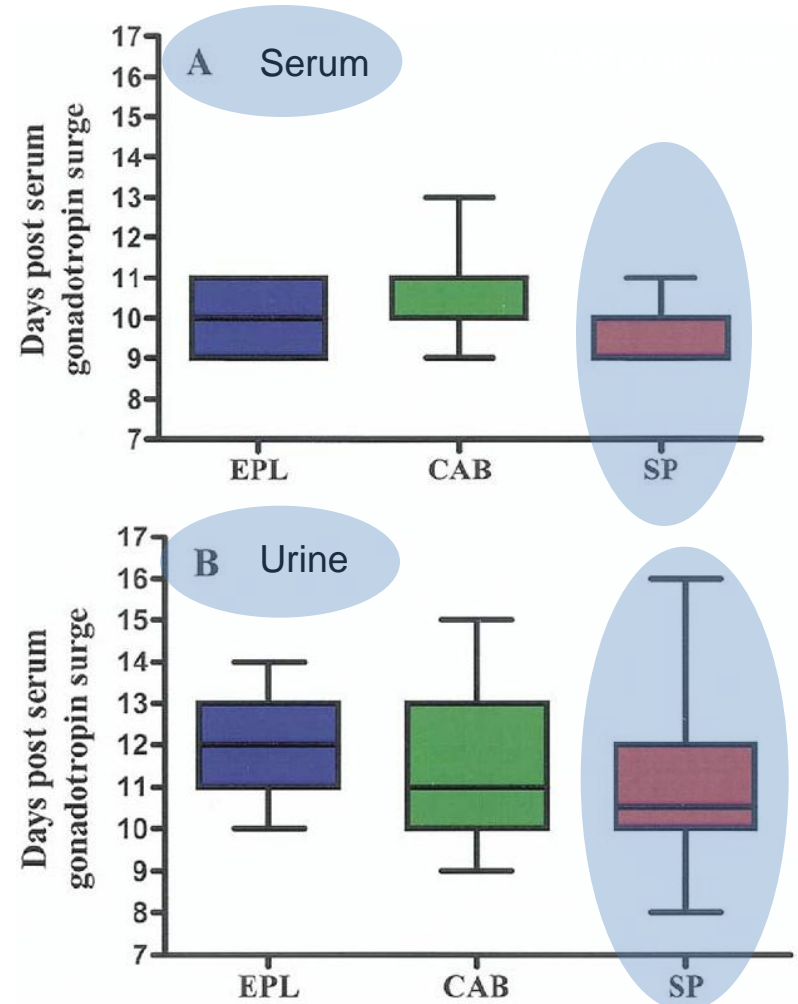 A Serum
Days post serum
gonadotropin surge
17
16
15
14
13
12
11
10
9
8
7
EPL CAB SP
B Urine
Days post serum
gonadotropin surge
17
16
15
14
13
12
11
10
9
8
7
EPL CAB SP